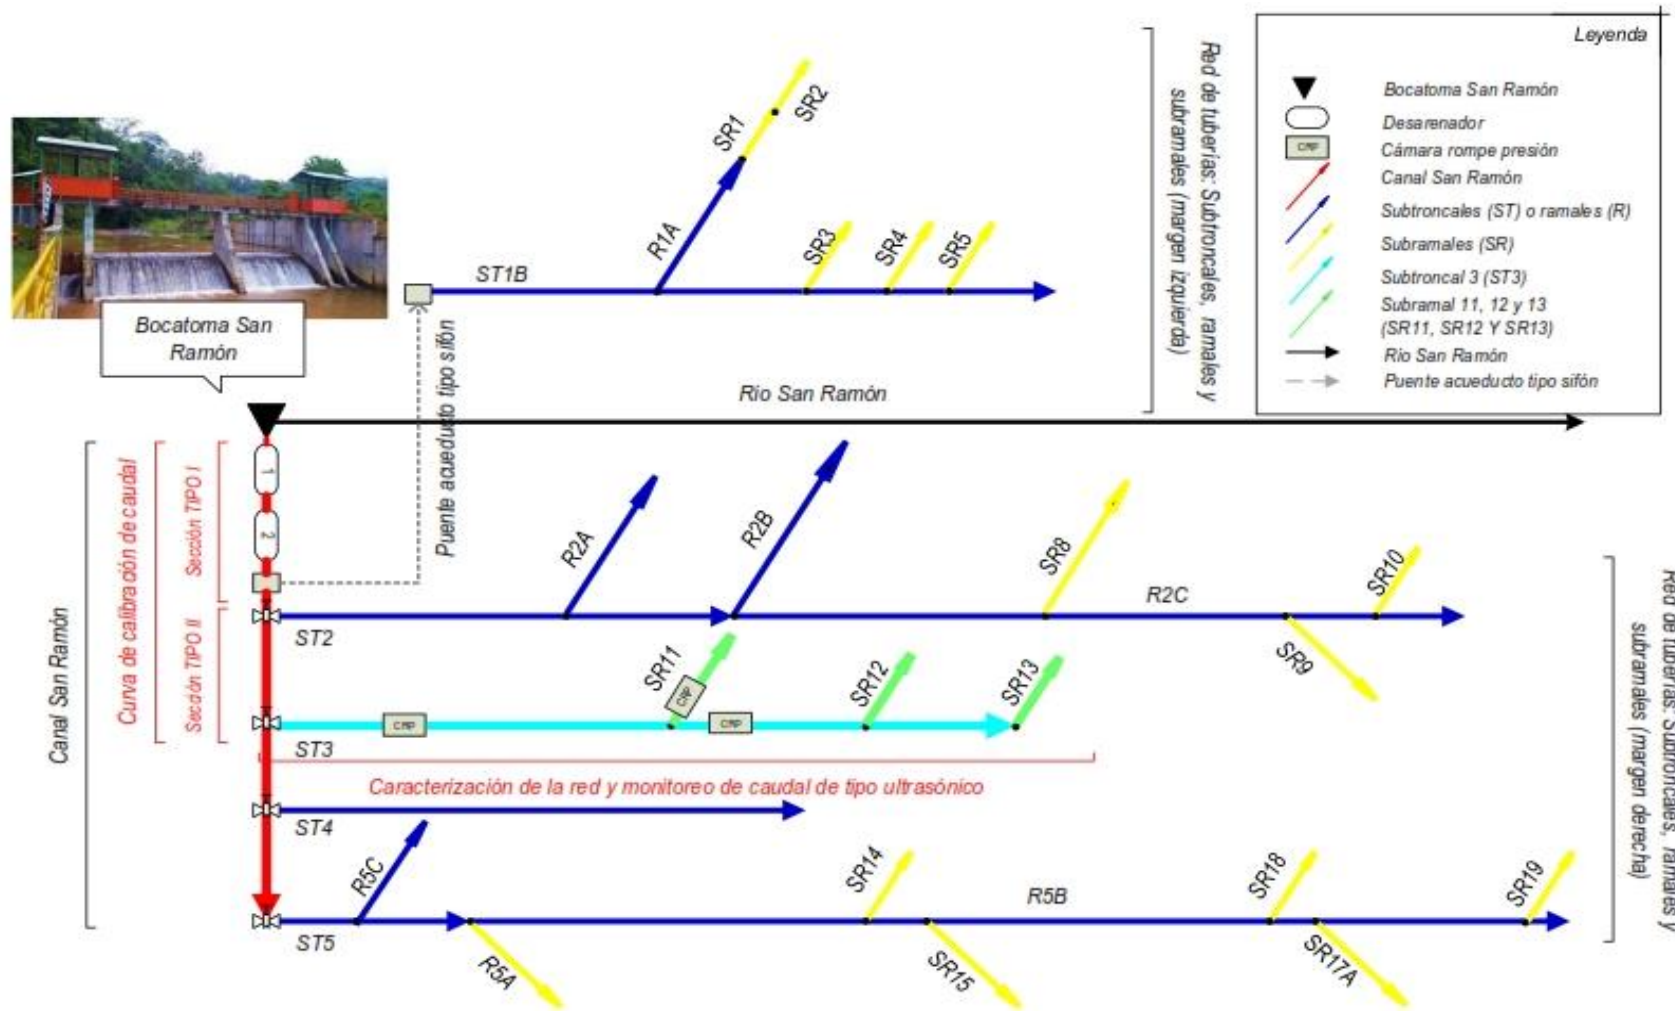 Leyenda
Bocatoma San Ramón
Desarenador
CMP
Cámara rompe presión
Canal San Ramón
Subtroncales (ST) o ramales (R)
Subramales (SR)
Subtroncal 3 (ST3)
Subramal 11, 12 y 13
(SR11, SR12 Y SR13)
Río San Ramón
Puente acueducto tipo sifón
Red de tuberías: Subtroncales, ramales y
subramales (margen izquierda)
SR2
SR1
R1A
SR3
SR4
SR5
ST1B
Bocatoma San
Ramón
Puente acueducto tipo sifón
Río San Ramón
Canal San Ramón
Curva de calibración de caudal
Sección TIPO I
Sección TIPO II
1
2
R2A
R2B
SR8
R2C
SR10
SR9
ST2
SR11
CMP
SR12
SR13
CMP
CMP
ST3
Caracterización de la red y monitoreo de caudal de tipo ultrasónico
ST4
R5C
SR14
R5B
SR18
SR19
ST5
R5A
SR15
SR17A
Red de tuberías: Subtroncales, ramales y
subramales (margen derecha)